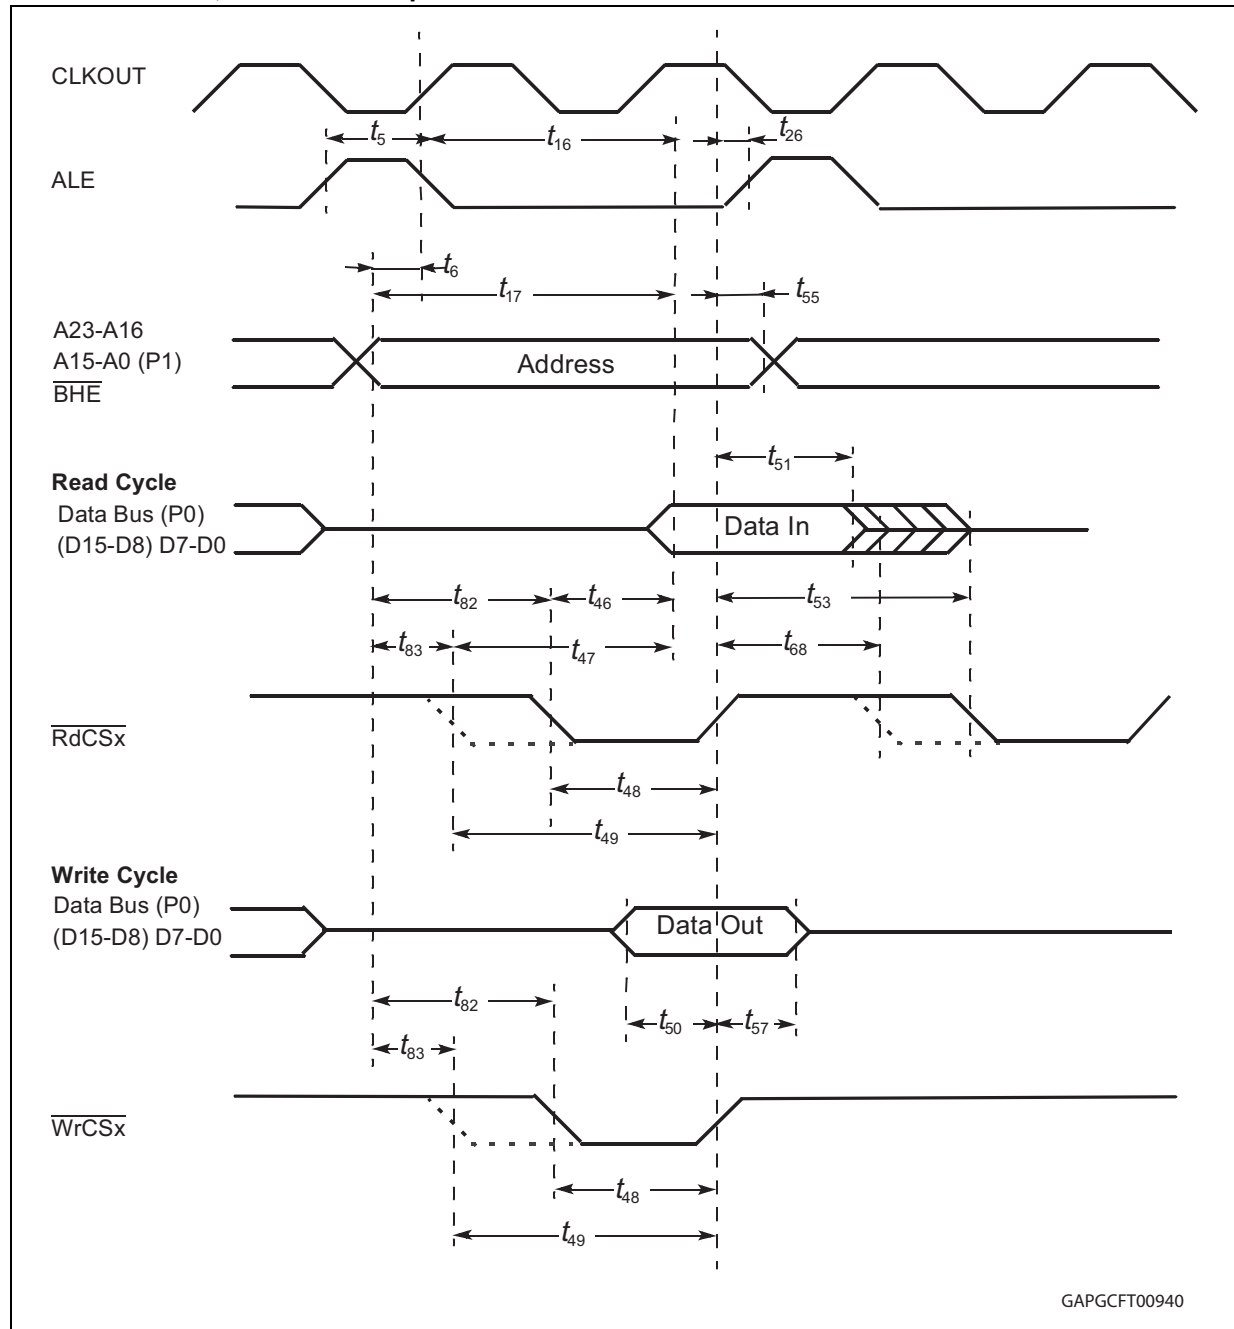 CLKOUT
t5
t16
t26
ALE
t6
t17
t55
A23-A16
A15-A0 (P1)
BHE
Address
t51
Read Cycle
Data Bus (P0)
(D15-D8) D7-D0
Data In
t82
t46
t53
t83
t47
t68
RdCSx
t48
t49
Write Cycle
Data Bus (P0)
(D15-D8) D7-D0
Data Out
t82
t50
t57
t83
WrCSx
t48
t49
GAPGCFT00940